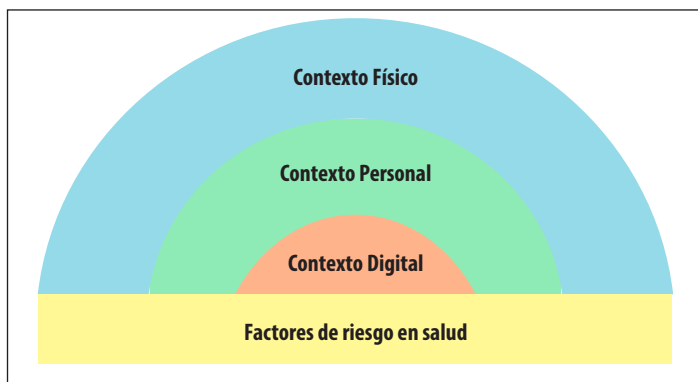 Contexto Físico
Contexto Personal
Contexto Digital
Factores de riesgo en salud